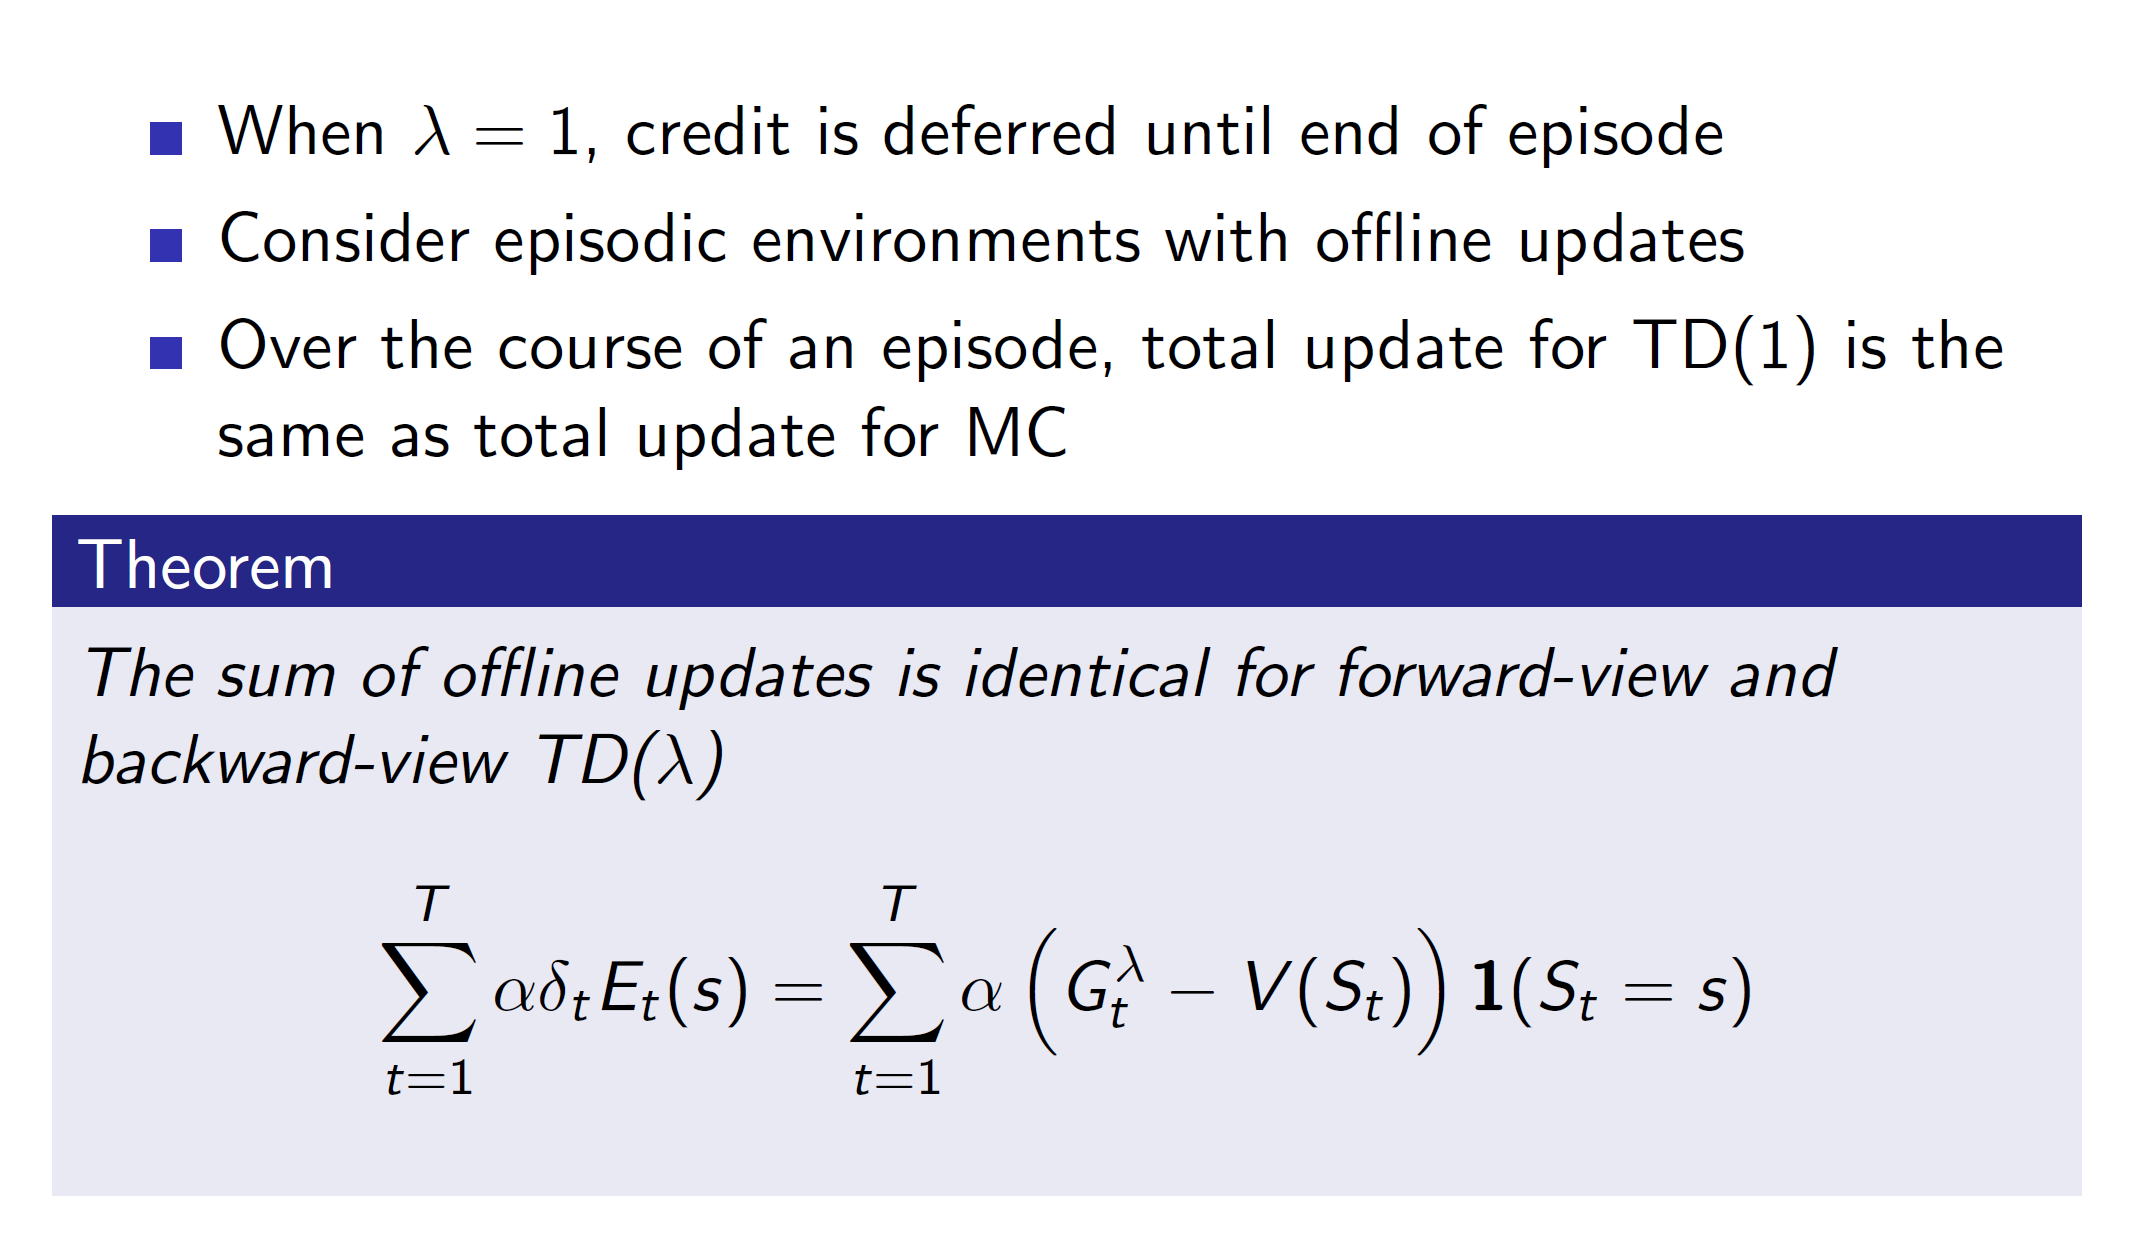 When λ = 1, credit is deferred until end of episode
Consider episodic environments with offline updates
Over the course of an episode, total update for TD(1) is the
same as total update for MC
Theorem
The sum of offline updates is identical for forward-view and
backward-view TD(λ)
$\sum_{t=1}^{T} \alpha\delta_t E_t(s) = \sum_{t=1}^{T} \alpha \left( G_t^{\lambda} - V(S_t) \right) \mathbf{1}(S_t = s)$